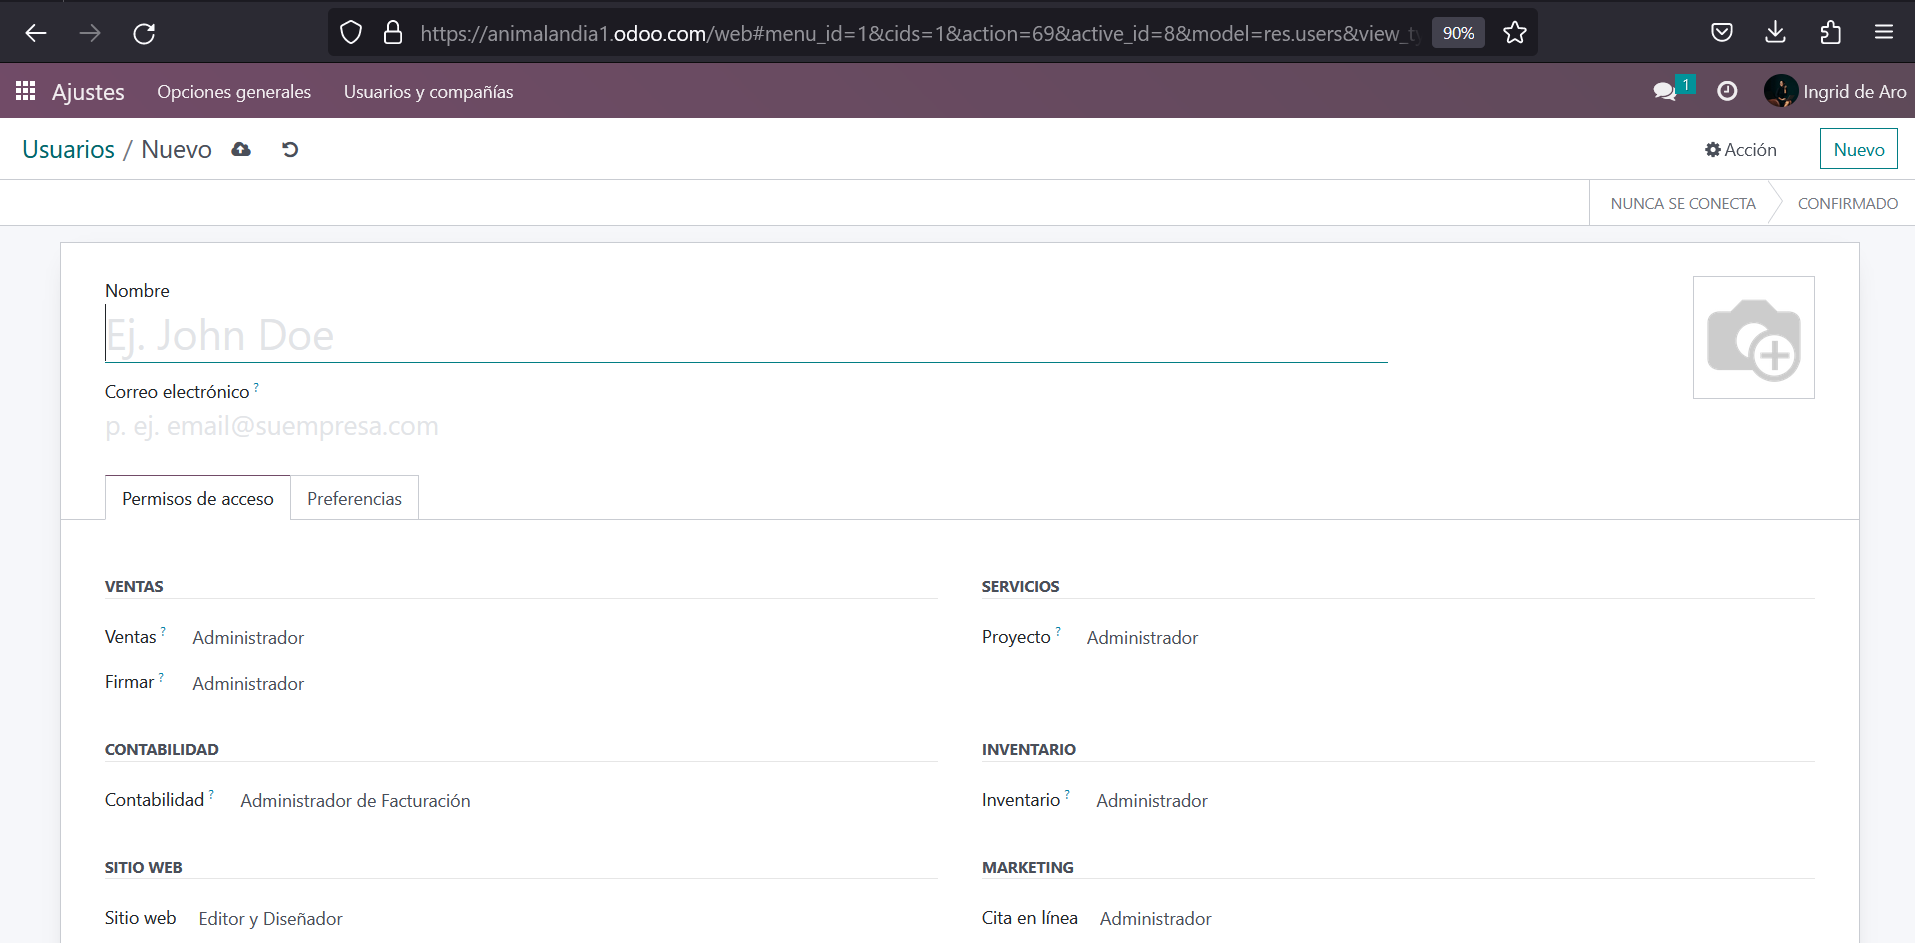 https://animalandia1.odoo.com/web#menu_id=1&cids=1&action=69&active_id=8&model=res.users&view_ty 90%
Ajustes Opciones generales Usuarios y compañías 1 Ingrid de Aro
Usuarios / Nuevo Acción Nuevo
NUNCA SE CONECTA CONFIRMADO
Nombre
Ej. John Doe
Correo electrónico ?
p. ej. email@suempresa.com
Permisos de acceso Preferencias
VENTAS SERVICIOS
Ventas ? Administrador Proyecto ? Administrador
Firmar ? Administrador
CONTABILIDAD INVENTARIO
Contabilidad ? Administrador de Facturación Inventario ? Administrador
SITIO WEB MARKETING
Sitio web Editor y Diseñador Cita en línea Administrador